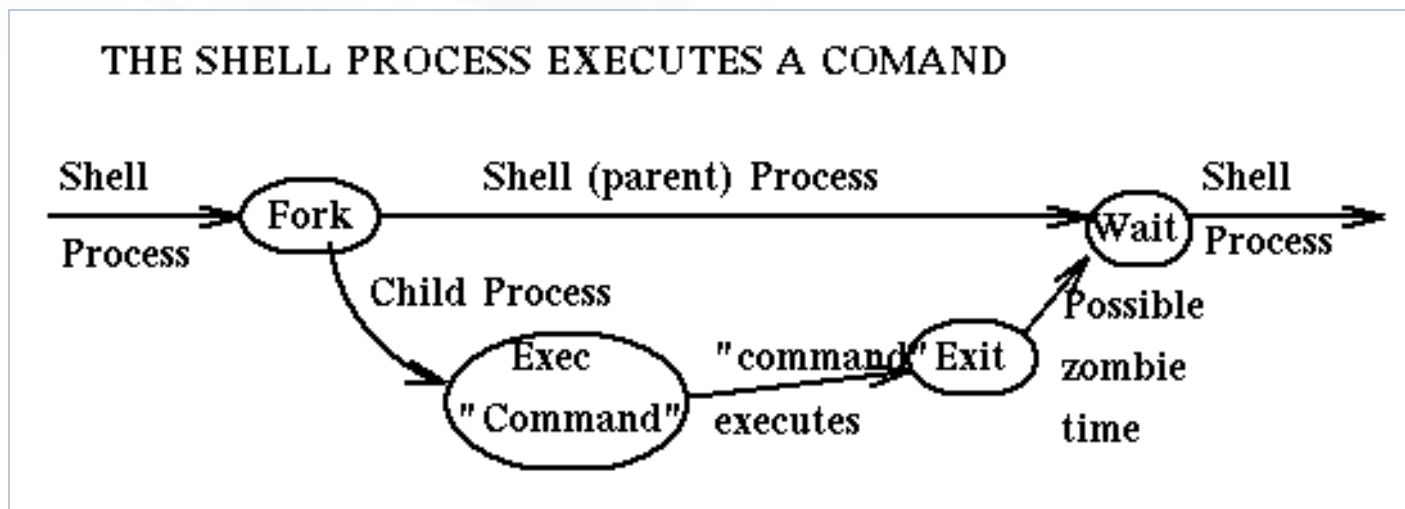 THE SHELL PROCESS EXECUTES A COMAND
Shell
Process
Fork
Shell (parent) Process
Wait
Shell
Process
Child Process
Exec
"Command"
"command"
executes
Exit
Possible
zombie
time